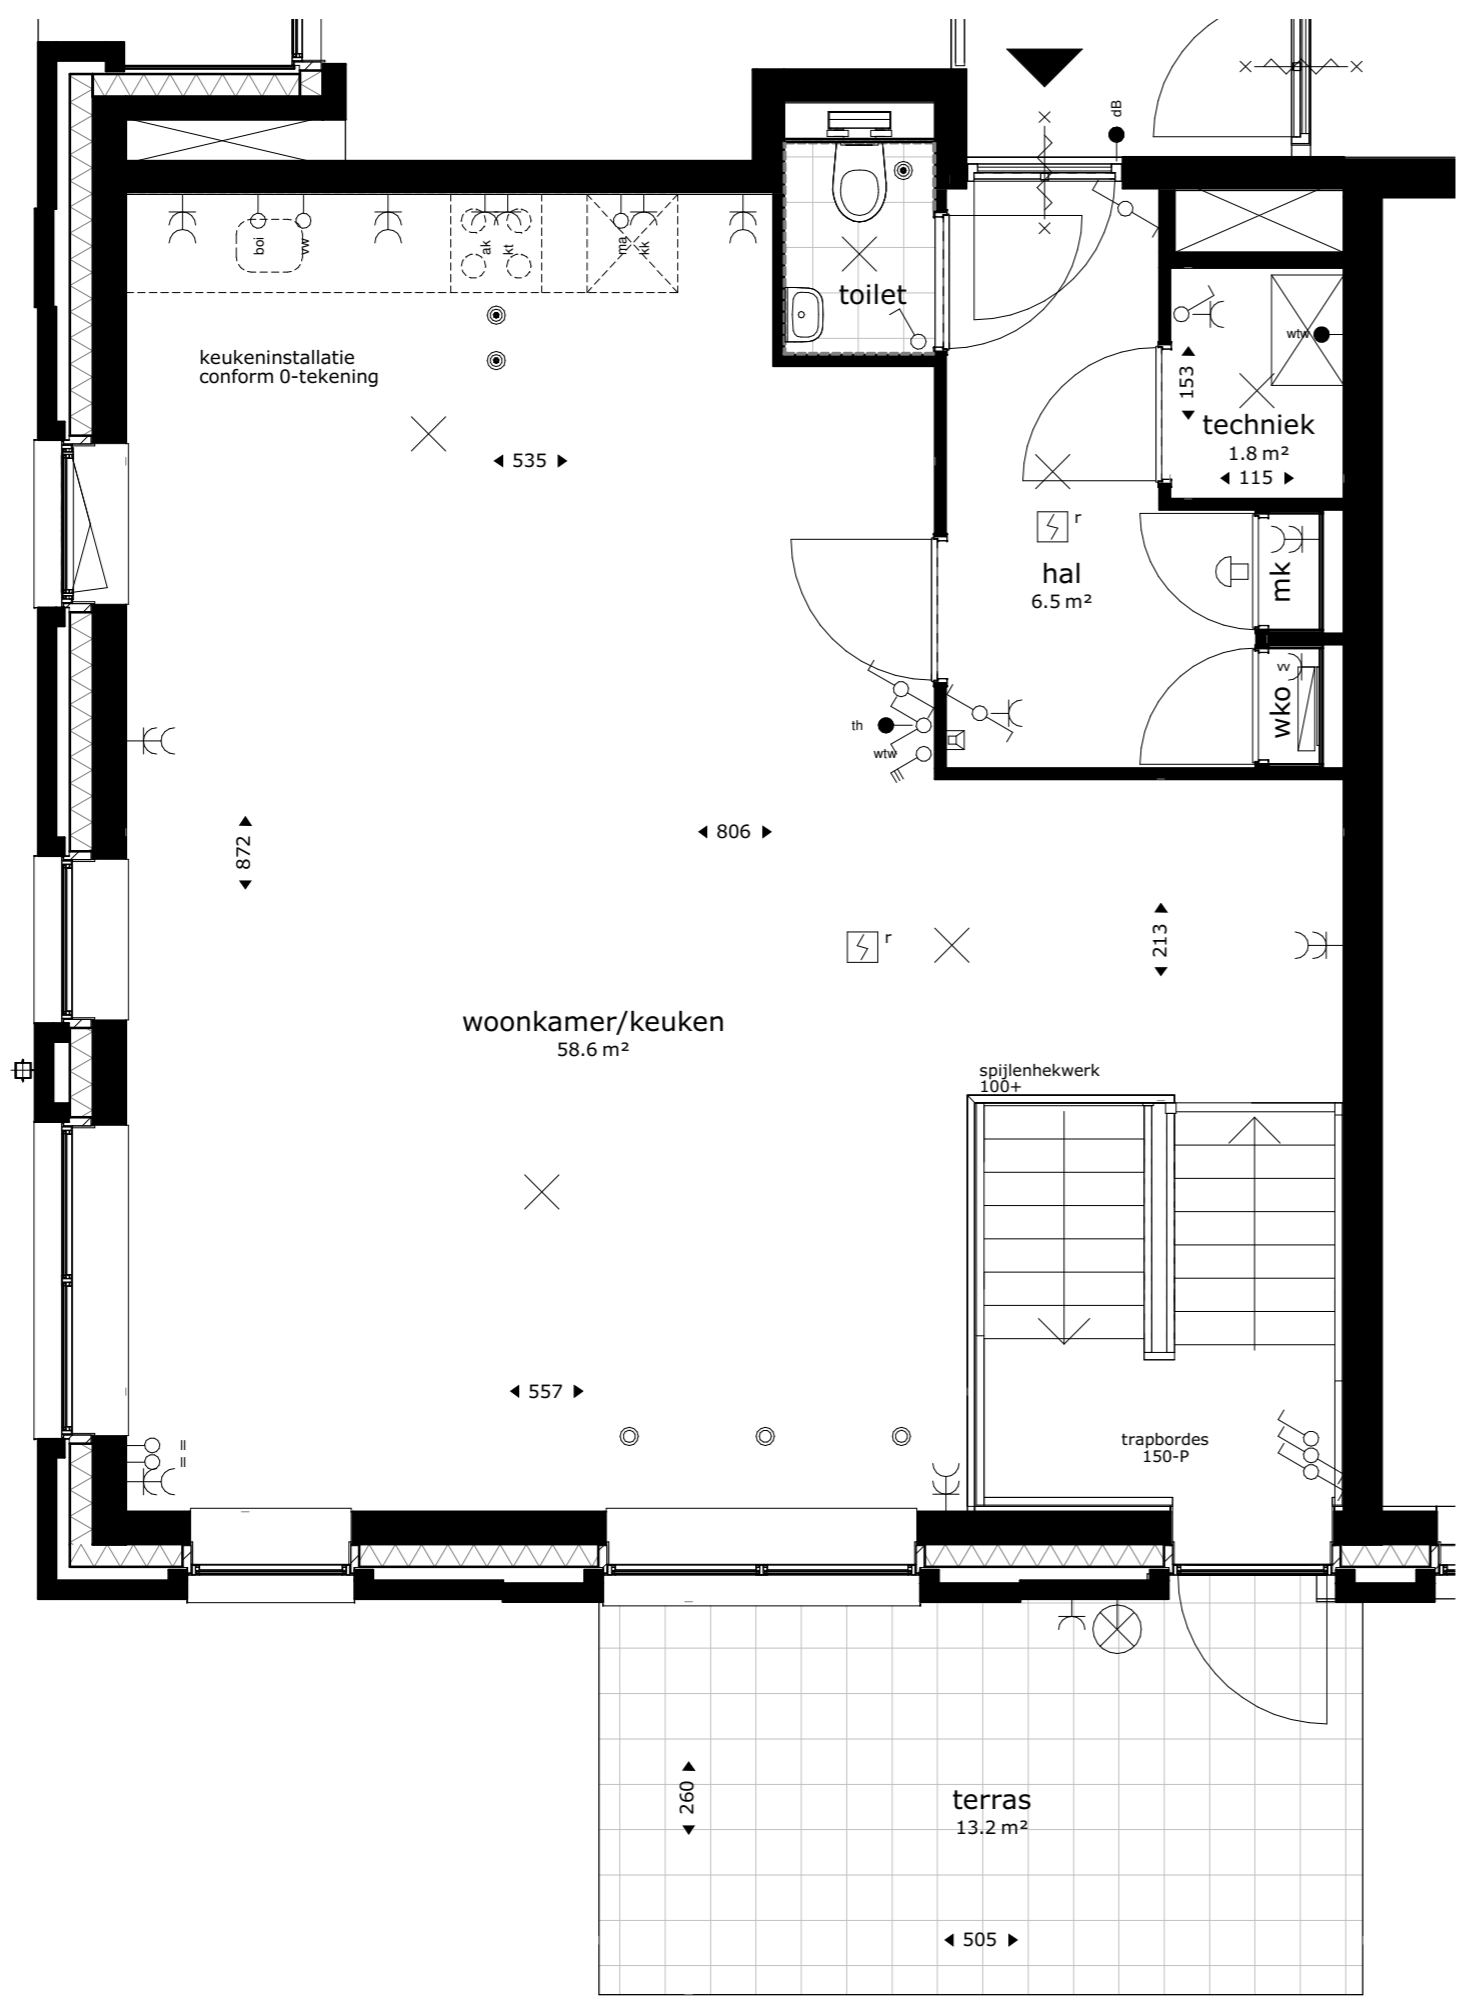 dB
boi
vw
ak
kt
ma
kk
toilet
wtw
keukeninstallatie
conform 0-tekening
153
techniek
1.8 m²
115
535
r
hal
6.5 m²
mk
vv
wko
th
wtw
806
872
213
r
woonkamer/keuken
58.6 m²
spijlenhekwerk
100+
557
trapbordes
150-P
260
terras
13.2 m²
505